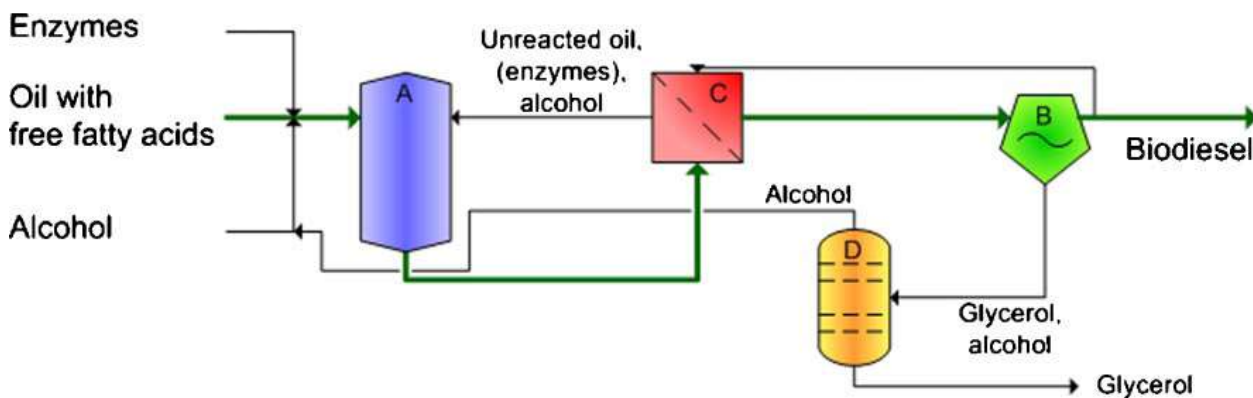 Enzymes
Oil with
free fatty acids
Alcohol
A
Unreacted oil,
(enzymes),
alcohol
C
B
Biodiesel
Alcohol
D
Glycerol,
alcohol
Glycerol